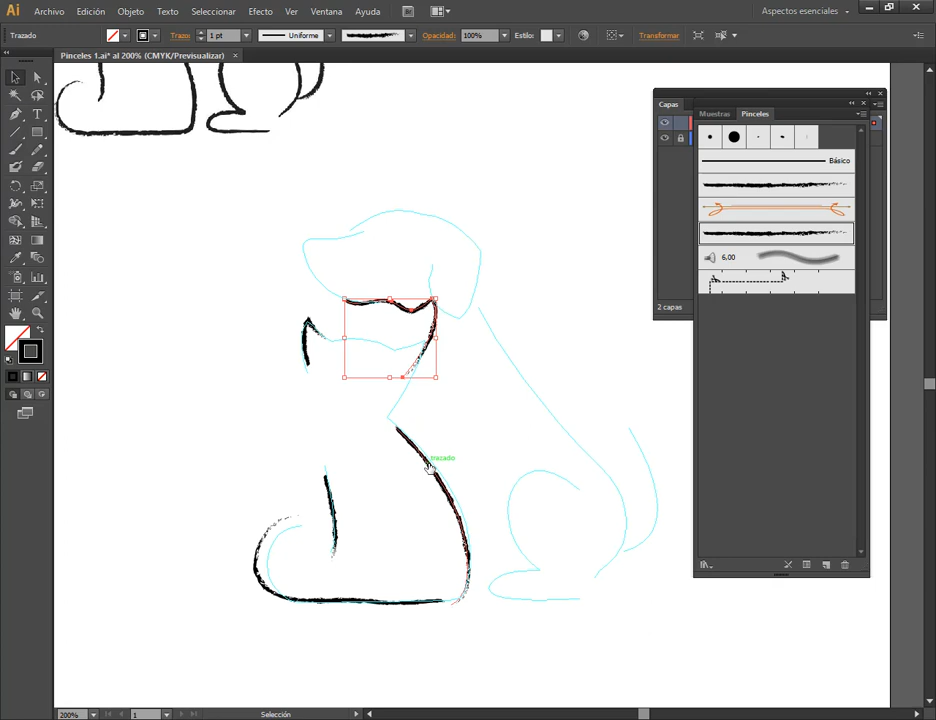 Ai Archivo Edición Objeto Texto Seleccionar Efecto Ver Ventana Ayuda Br Aspectos esenciales
Trazado Trazo: 1 pt Uniforme Opacidad: 100% Estilo: Transformar
Pinceles 1.ai* al 200% (CMYK/Previsualizar) ×
Capas
Muestras Pinceles
Básico
6,00
2 capas
trazado
200% 1 Selección